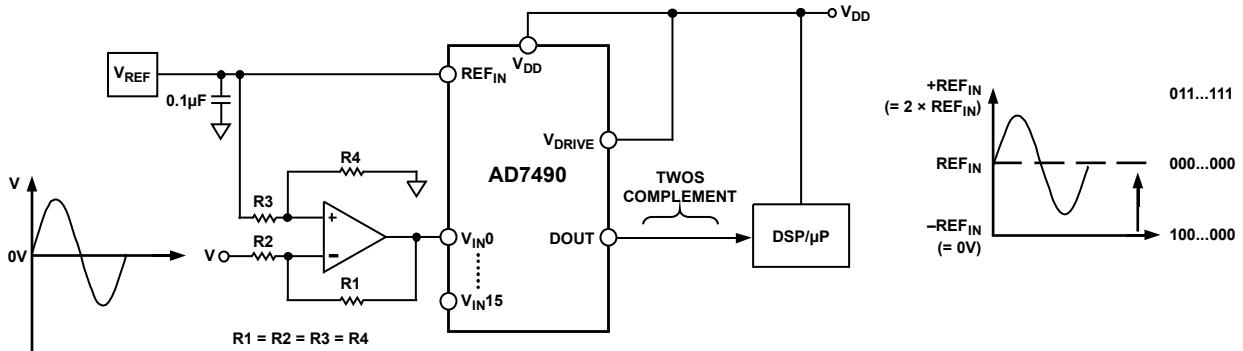 V_DD
V_REF
0.1µF
REF_IN
V_DD
V_DRIVE
AD7490
R4
R3
R2
R1
V
0V
V
+
–
V_IN0
V_IN15
DOUT
TWOS
COMPLEMENT
DSP/µP
R1 = R2 = R3 = R4
+REF_IN
(= 2 × REF_IN)
REF_IN
–REF_IN
(= 0V)
011...111
000...000
100...000